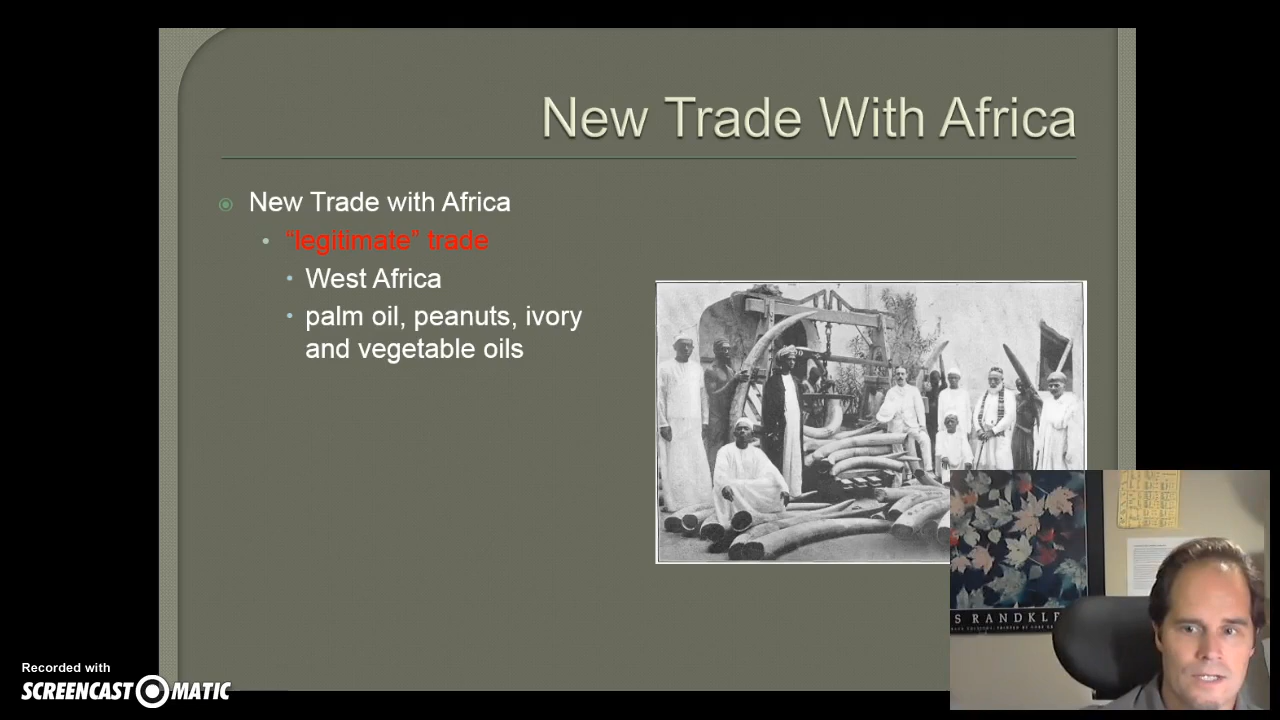 New Trade With Africa
New Trade with Africa
“legitimate” trade
West Africa
palm oil, peanuts, ivory
and vegetable oils
S RANDKLE
Recorded with
SCREENCAST MATIC